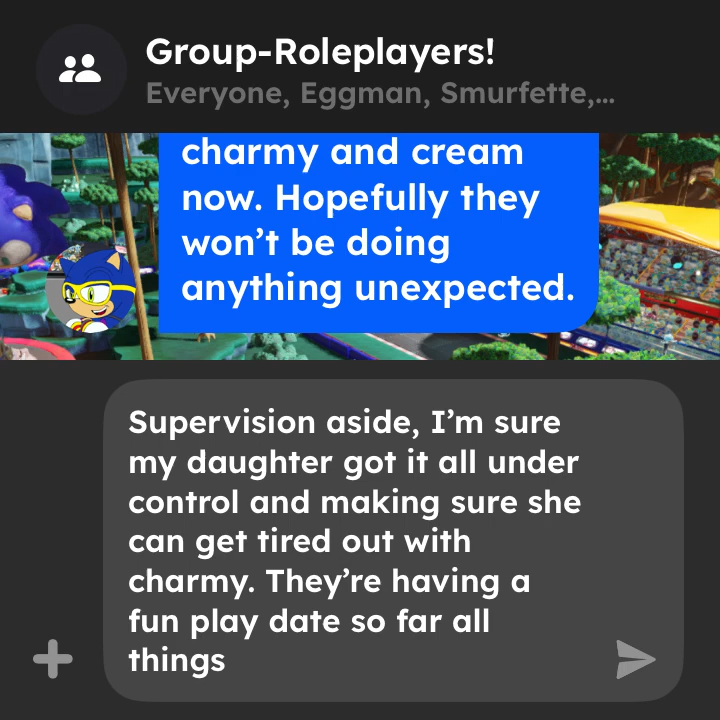 Group-Roleplayers!
Everyone, Eggman, Smurfette,...
charmy and cream
now. Hopefully they
won’t be doing
anything unexpected.
Supervision aside, I’m sure
my daughter got it all under
control and making sure she
can get tired out with
charmy. They’re having a
fun play date so far all
things